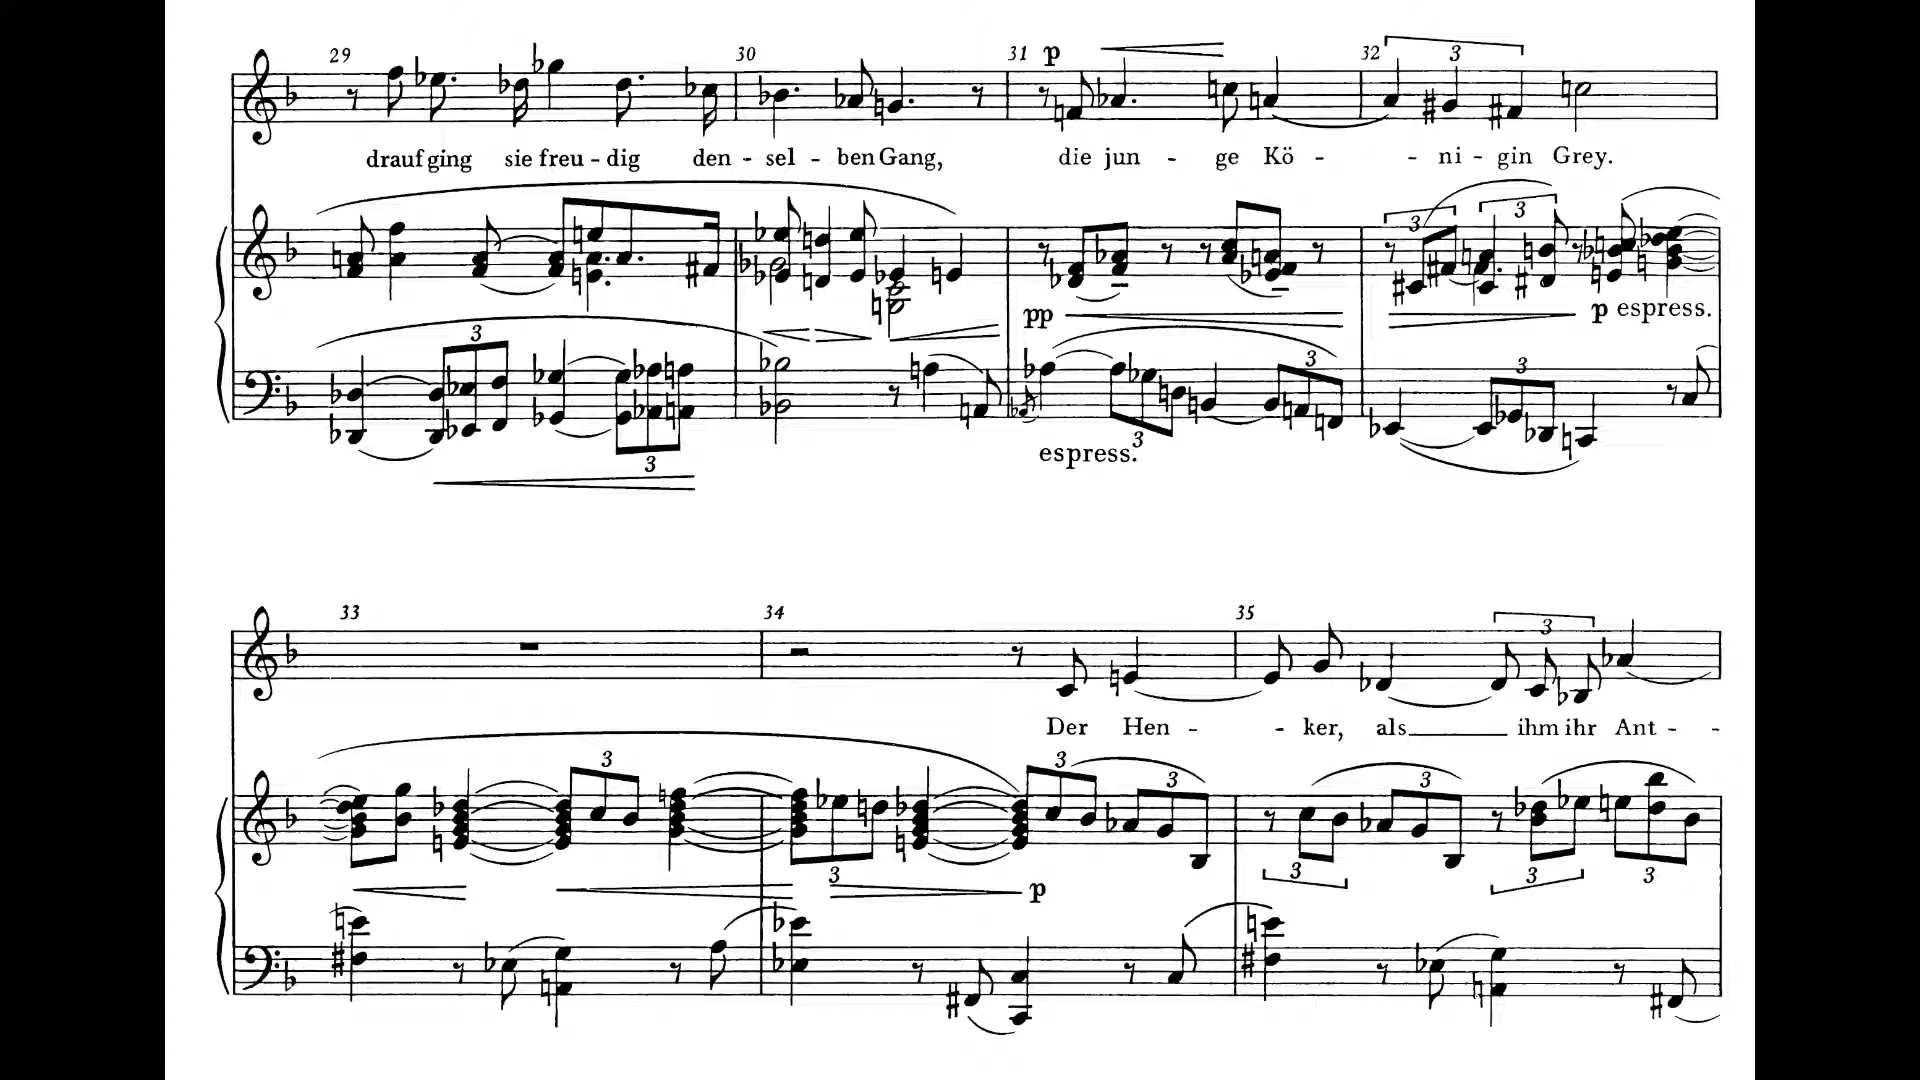 29 30 31 p 32 3
drauf ging sie freu - dig den - sel - ben Gang, die jun - ge Kö - - ni - gin Grey.
3 3
pp p espress.
3 3 3
3 3
espress.
33 34 35 3
Der Hen - - ker, als ihm ihr Ant - -
3 3 3 3
3 p 3 3 3